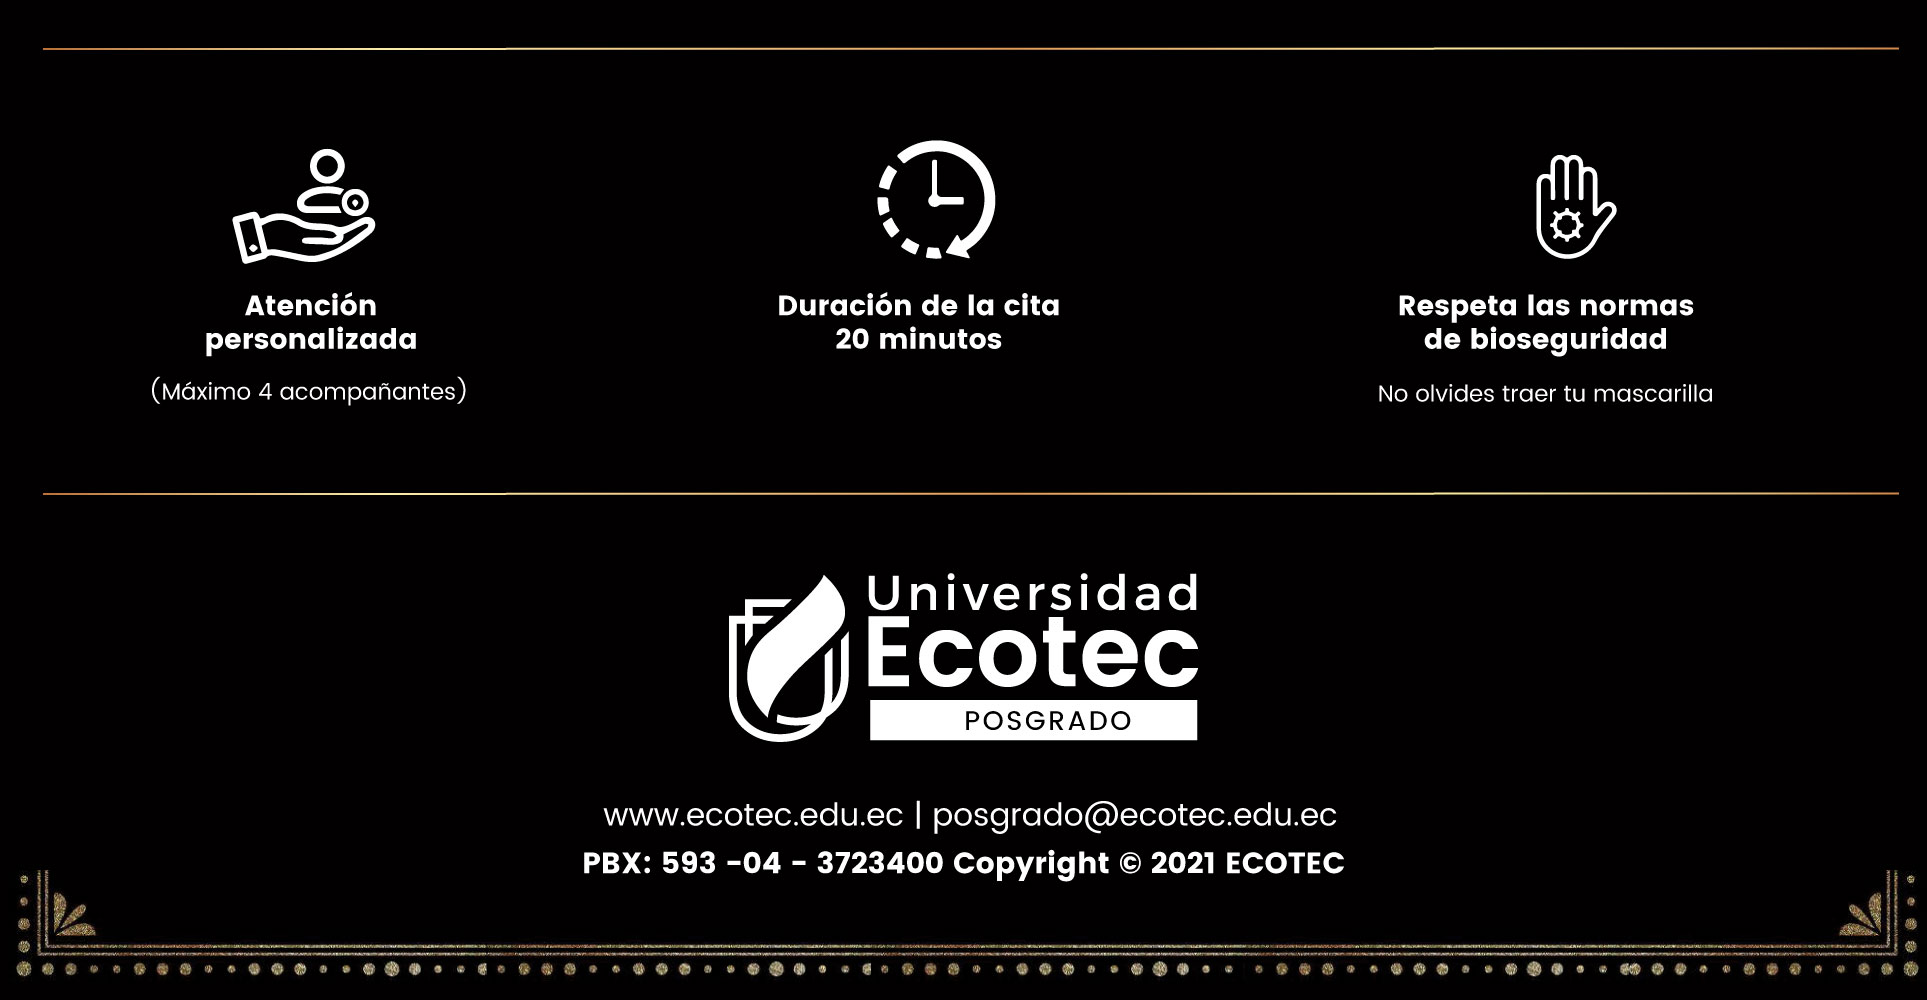 Atención
personalizada
(Máximo 4 acompañantes)
Duración de la cita
20 minutos
Respeta las normas
de bioseguridad
No olvides traer tu mascarilla
Universidad
Ecotec
POSGRADO
www.ecotec.edu.ec | posgrado@ecotec.edu.ec
PBX: 593 -04 - 3723400 Copyright © 2021 ECOTEC